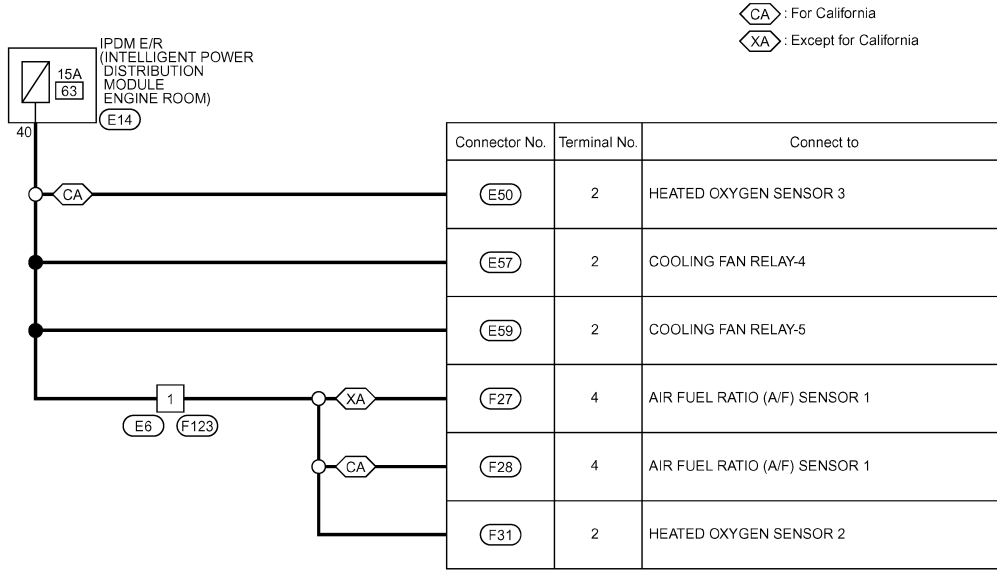 CA : For California
XA : Except for California
IPDM E/R
(INTELLIGENT POWER
DISTRIBUTION
MODULE
ENGINE ROOM)
15A
63
E14
40
Connector No. Terminal No. Connect to
CA E50 2 HEATED OXYGEN SENSOR 3
E57 2 COOLING FAN RELAY-4
E59 2 COOLING FAN RELAY-5
1 XA F27 4 AIR FUEL RATIO (A/F) SENSOR 1
E6 F123
CA F28 4 AIR FUEL RATIO (A/F) SENSOR 1
F31 2 HEATED OXYGEN SENSOR 2